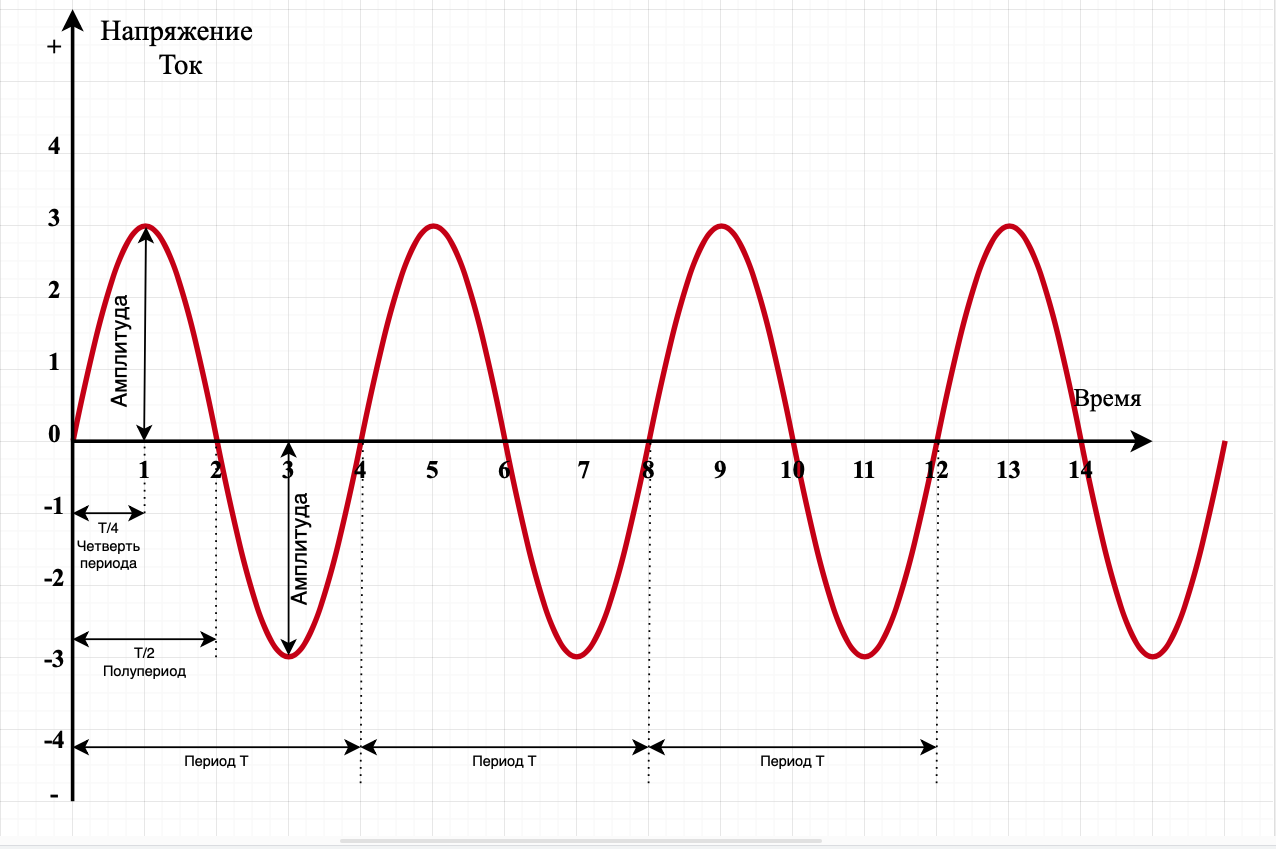 +
Напряжение
Ток
4
3
2
1
0
-1
-2
-3
-4
-
Амплитуда
Амплитуда
Время
1 2 3 4 5 6 7 8 9 10 11 12 13 14
T/4
Четверть
периода
T/2
Полупериод
Период T
Период T
Период T